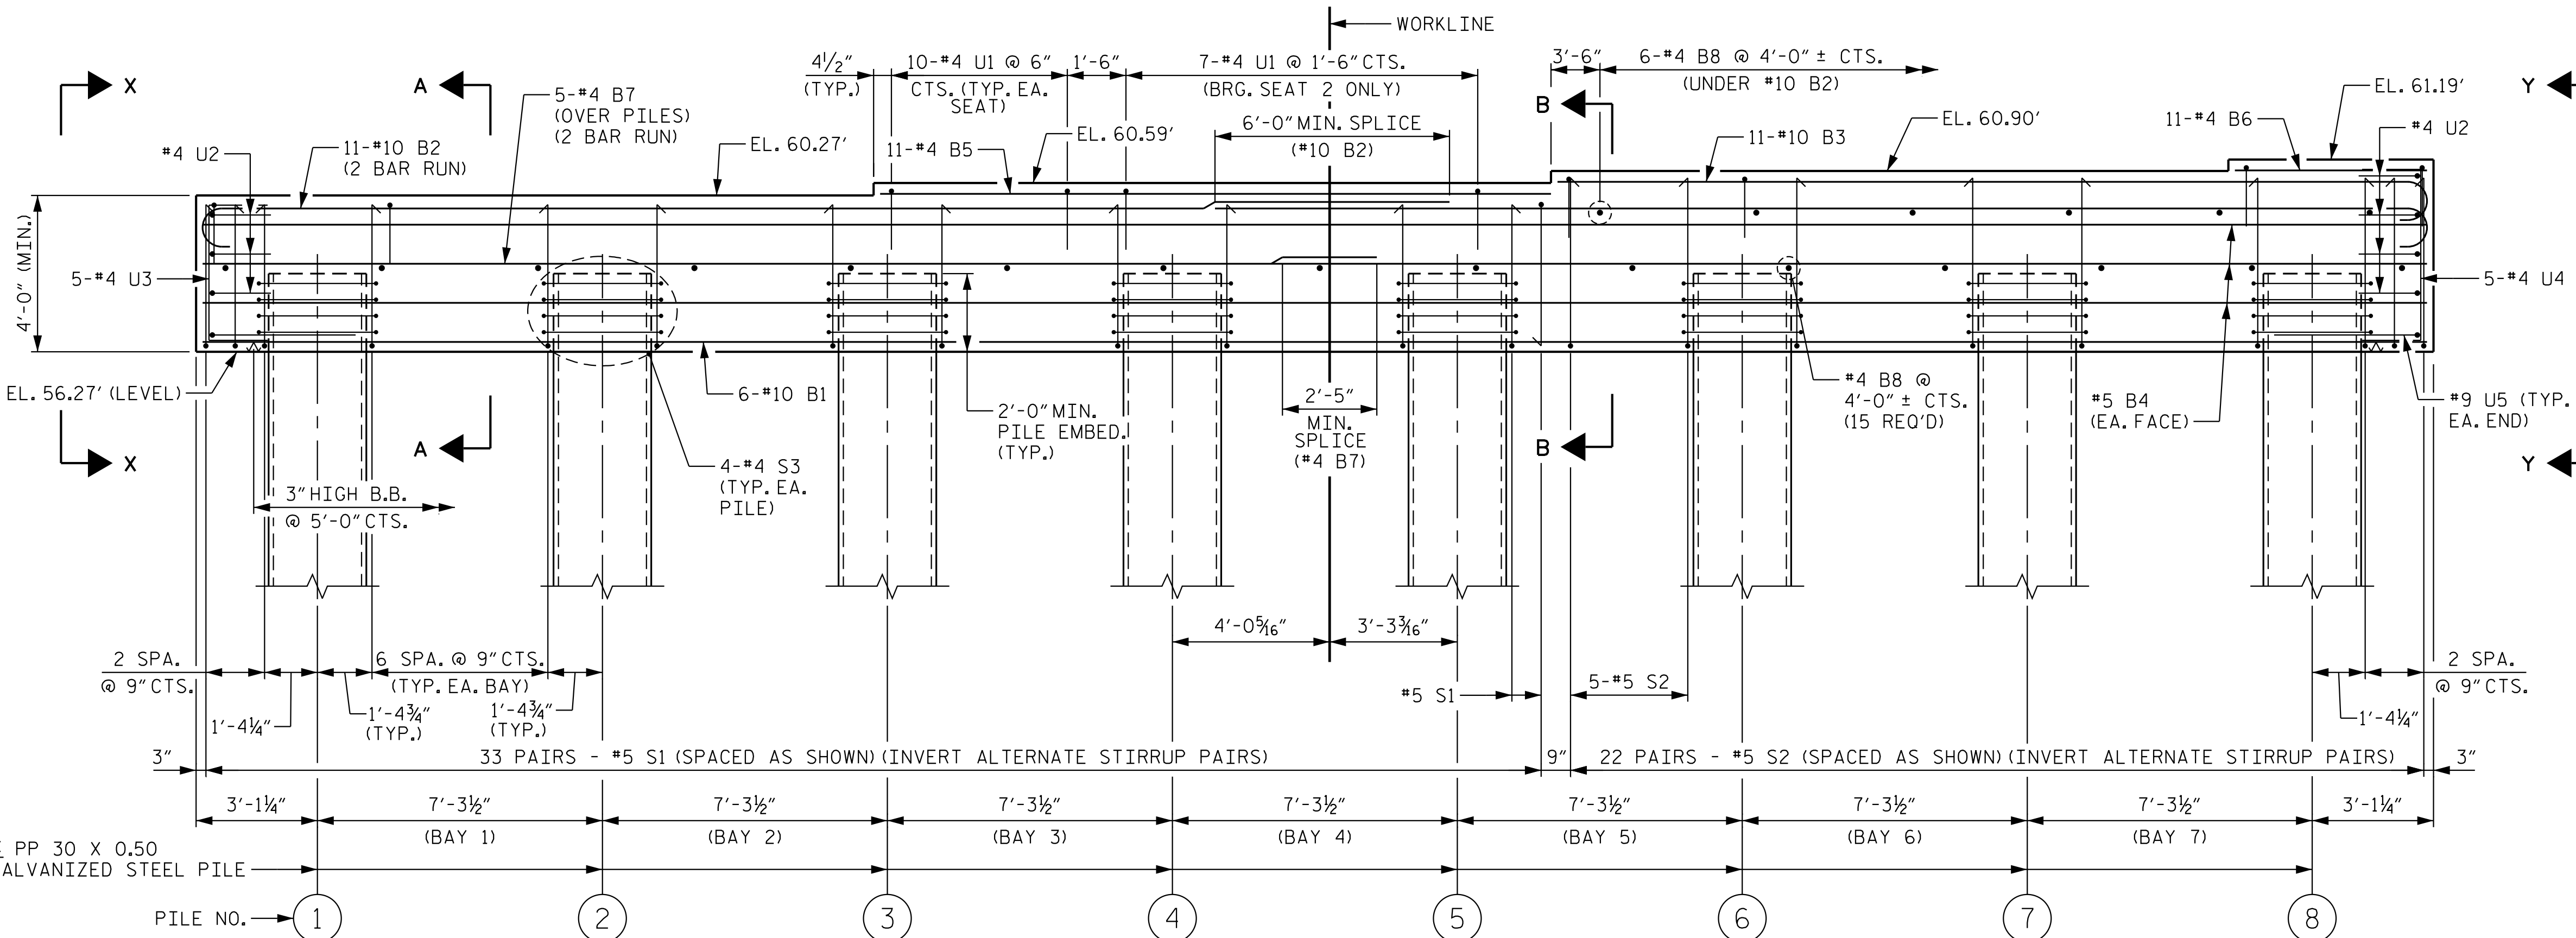 WORKLINE
4½"
(TYP.)
10-#4 U1 @ 6"
CTS. (TYP. EA.
SEAT)
1'-6"
7-#4 U1 @ 1'-6" CTS.
(BRG. SEAT 2 ONLY)
3'-6"
6-#4 B8 @ 4'-0" ± CTS.
(UNDER #10 B2)
X
A
B
EL. 61.19'
Y
5-#4 B7
(OVER PILES)
(2 BAR RUN)
6'-0" MIN. SPLICE
(#10 B2)
#4 U2
11-#10 B2
(2 BAR RUN)
EL. 60.27'
11-#4 B5
EL. 60.59'
11-#10 B3
EL. 60.90'
11-#4 B6
#4 U2
4'-0" (MIN.)
5-#4 U3
5-#4 U4
EL. 56.27' (LEVEL)
6-#10 B1
2'-0" MIN.
PILE EMBED.
(TYP.)
2'-5"
MIN.
SPLICE
(#4 B7)
#4 B8 @
4'-0" ± CTS.
(15 REQ'D)
#5 B4
(EA. FACE)
#9 U5 (TYP.
EA. END)
X
A
B
Y
4-#4 S3
(TYP. EA.
PILE)
3" HIGH B.B.
@ 5'-0" CTS.
4'-0⁵⁄₁₆"
3'-3³⁄₁₆"
2 SPA.
@ 9" CTS.
6 SPA. @ 9" CTS.
(TYP. EA. BAY)
2 SPA.
@ 9" CTS.
#5 S1
5-#5 S2
1'-4¼"
1'-4¾"
(TYP.)
1'-4¾"
(TYP.)
1'-4¼"
3"
33 PAIRS - #5 S1 (SPACED AS SHOWN) (INVERT ALTERNATE STIRRUP PAIRS)
9"
22 PAIRS - #5 S2 (SPACED AS SHOWN) (INVERT ALTERNATE STIRRUP PAIRS)
3"
3'-1¼"
7'-3½"
7'-3½"
7'-3½"
7'-3½"
7'-3½"
7'-3½"
7'-3½"
3'-1¼"
(BAY 1)
(BAY 2)
(BAY 3)
(BAY 4)
(BAY 5)
(BAY 6)
(BAY 7)
PP 30 X 0.50
ALVANIZED STEEL PILE
PILE NO.
1
2
3
4
5
6
7
8